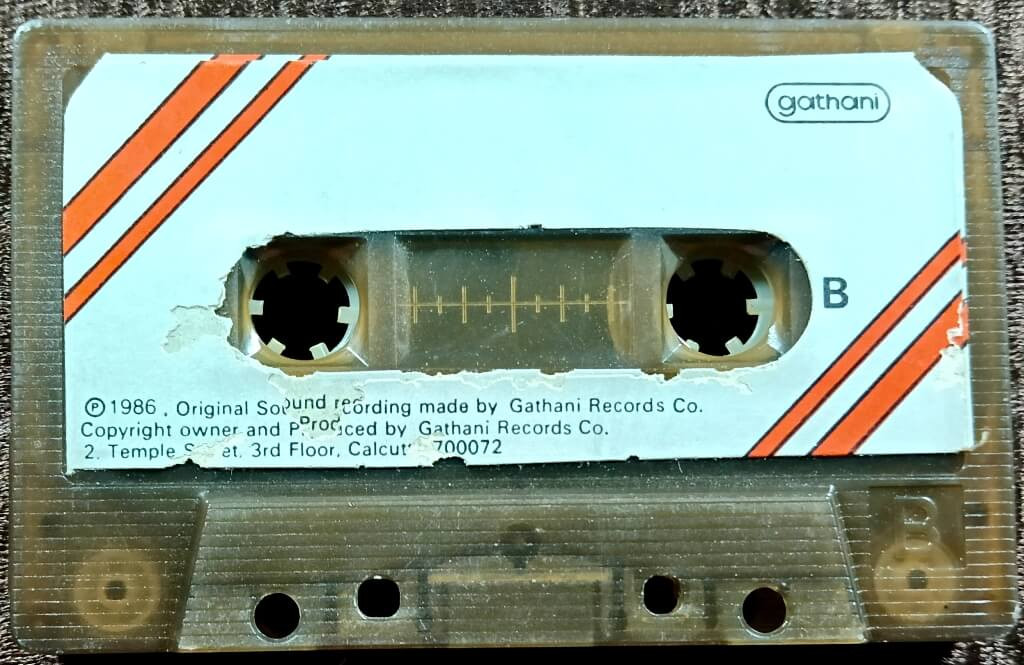 gathani
B
℗ 1986, Original Sound recording made by Gathani Records Co.
Copyright owner and Produced by Gathani Records Co.
2, Temple Street, 3rd Floor, Calcutta 700072
B